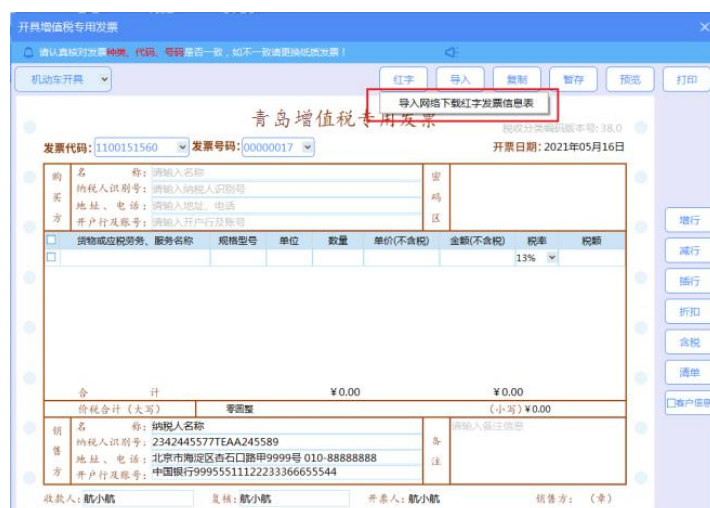 开具增值税专用发票
请认真核对发票种类、代码、号码是否一致，如不一致请更换纸质发票！
机动车开具
红字 导入 复制 暂存 预览 打印
导入网络下载红字发票信息表
青岛增值税专用发票
税收分类编码版本号: 38.0
发票代码: 1100151560 发票号码: 00000017
开票日期: 2021年05月16日
购买方
名称: 请输入名称
纳税人识别号: 请输入纳税人识别号
地址、电话: 请输入地址、电话
开户行及账号: 请输入开户行及账号
密码区
货物或应税劳务、服务名称 规格型号 单位 数量 单价(不含税) 金额(不含税) 税率 税额
13%
增行
减行
插行
折扣
含税
清单
客户信息
合计 ¥0.00 ¥0.00
价税合计（大写） 零圆整 （小写）¥0.00
销售方
名称: 纳税人名称
纳税人识别号: 2342445577TEAA245589
地址、电话: 北京市海淀区杏石口路甲9999号 010-88888888
开户行及账号: 中国银行9995551112223336665​5544
备注
请输入备注信息
收款人: 航小航 复核: 航小航 开票人: 航小航 销售方：（章）